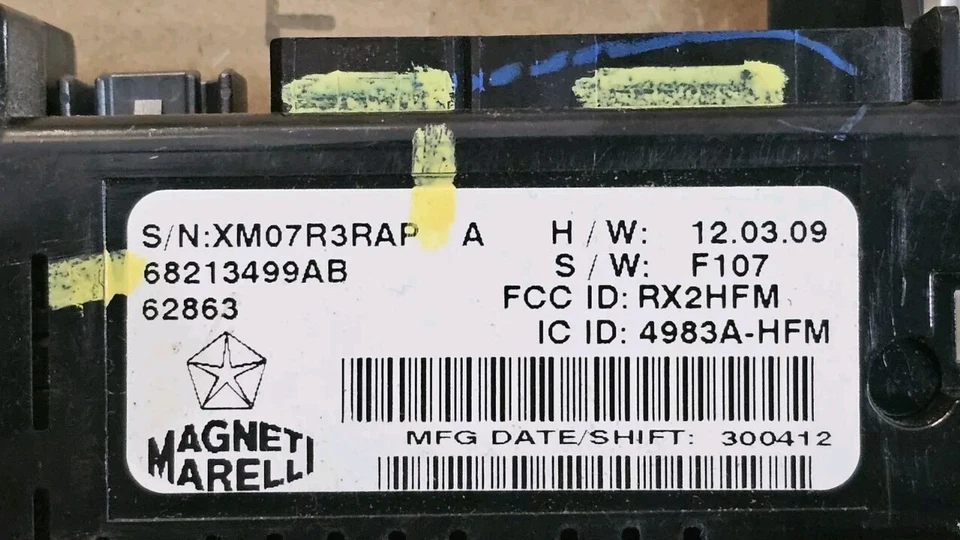 S/N:XM07R3RAP A
68213499AB
62863
H / W: 12.03.09
S / W: F107
FCC ID: RX2HFM
IC ID: 4983A-HFM
MFG DATE/SHIFT: 300412
MAGNETI
MARELLI